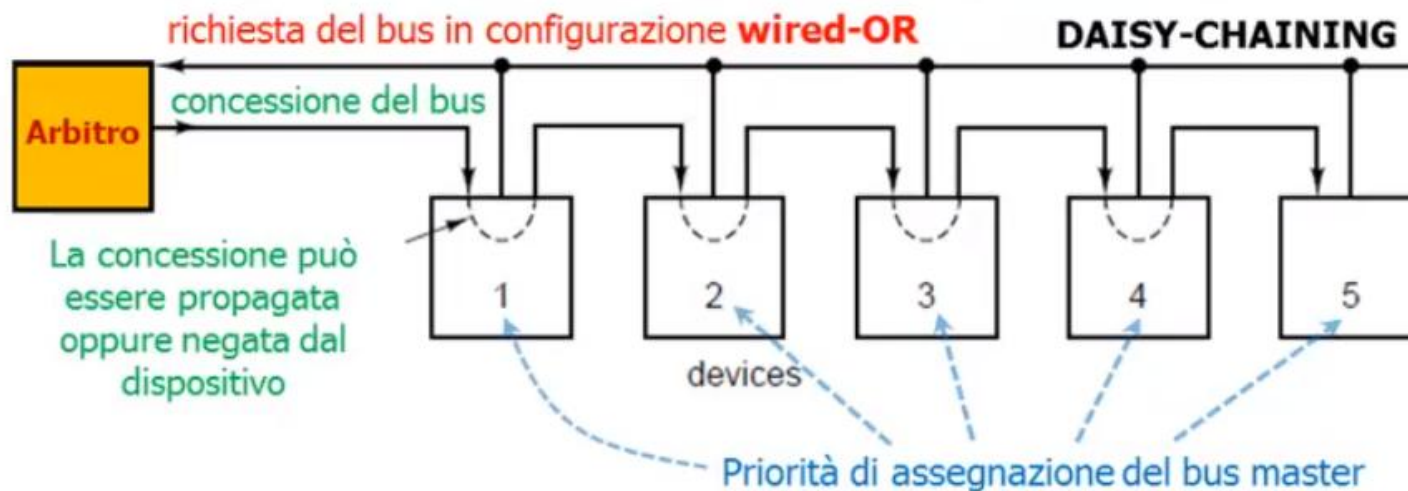 richiesta del bus in configurazione wired-OR
DAISY-CHAINING
concessione del bus
Arbitro
La concessione può
essere propagata
oppure negata dal
dispositivo
1
2
3
4
5
devices
Priorità di assegnazione del bus master